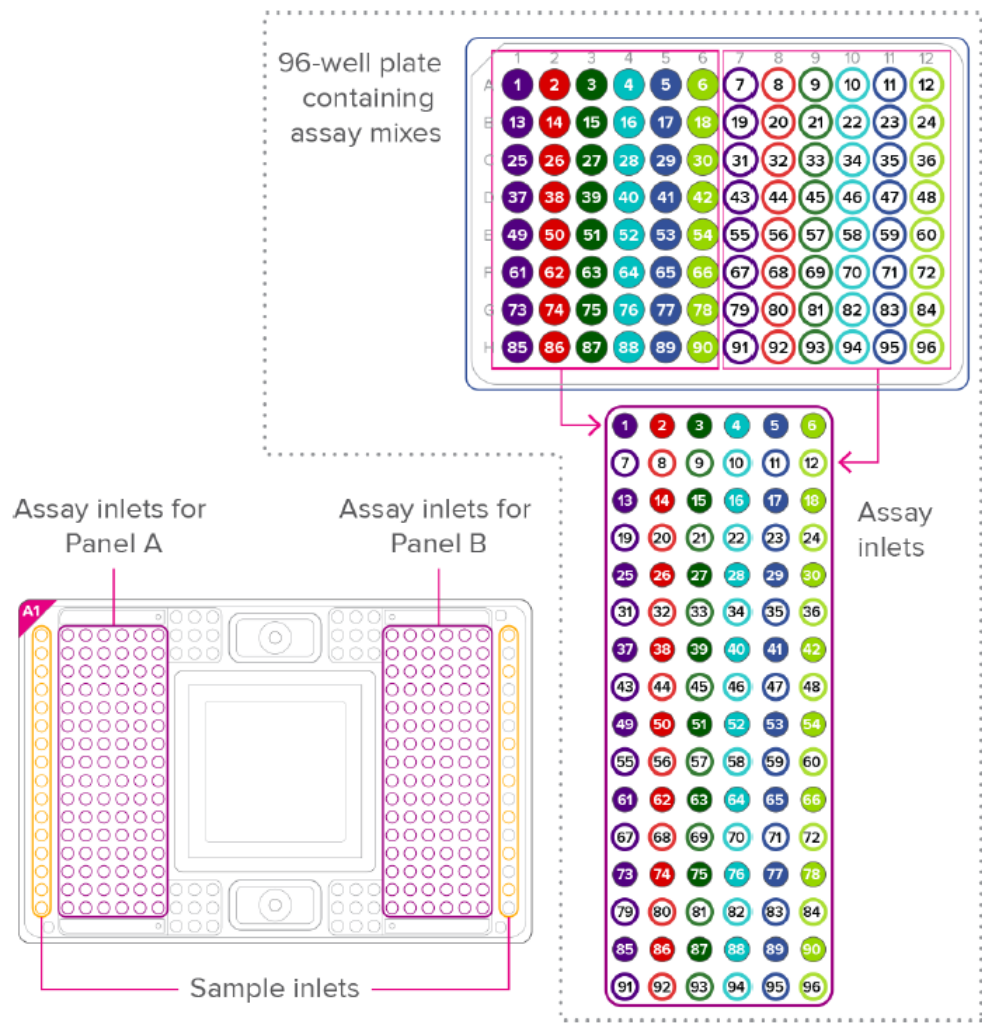 96-well plate
containing
assay mixes
1 2 3 4 5 6 7 8 9 10 11 12
A 1 2 3 4 5 6 7 8 9 10 11 12
B 13 14 15 16 17 18 19 20 21 22 23 24
C 25 26 27 28 29 30 31 32 33 34 35 36
D 37 38 39 40 41 42 43 44 45 46 47 48
E 49 50 51 52 53 54 55 56 57 58 59 60
F 61 62 63 64 65 66 67 68 69 70 71 72
G 73 74 75 76 77 78 79 80 81 82 83 84
H 85 86 87 88 89 90 91 92 93 94 95 96
1 2 3 4 5 6
7 8 9 10 11 12
13 14 15 16 17 18
19 20 21 22 23 24
25 26 27 28 29 30
31 32 33 34 35 36
37 38 39 40 41 42
43 44 45 46 47 48
49 50 51 52 53 54
55 56 57 58 59 60
61 62 63 64 65 66
67 68 69 70 71 72
73 74 75 76 77 78
79 80 81 82 83 84
85 86 87 88 89 90
91 92 93 94 95 96
Assay
inlets
Assay inlets for
Panel A
Assay inlets for
Panel B
A1
Sample inlets